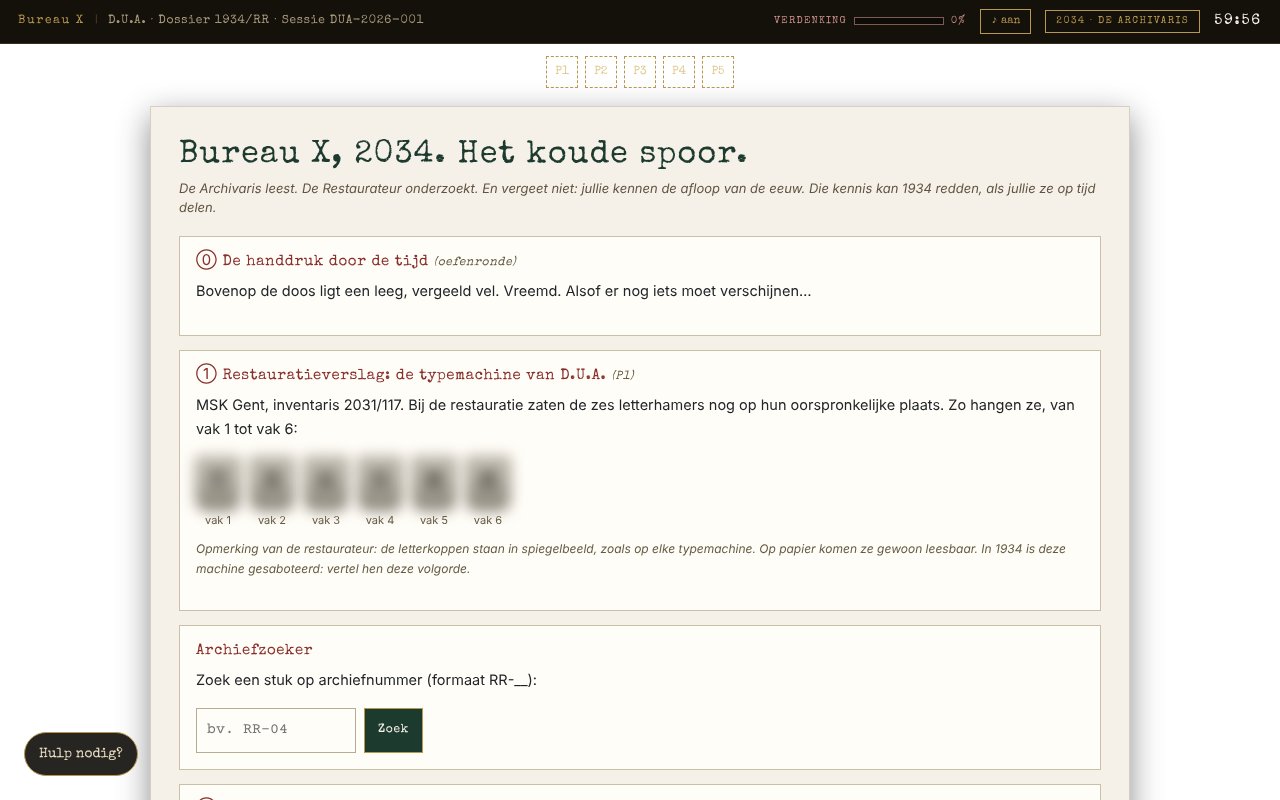 Bureau X | D.U.A. · Dossier 1934/RR · Sessie DUA-2026-001
VERDENKING 0% ♪ aan 2034 · DE ARCHIVARIS 59:56
P1 P2 P3 P4 P5
Bureau X, 2034. Het koude spoor.
De Archivaris leest. De Restaurateur onderzoekt. En vergeet niet: jullie kennen de afloop van de eeuw. Die kennis kan 1934 redden, als jullie ze op tijd
delen.
⓪ De handdruk door de tijd (oefenronde)
Bovenop de doos ligt een leeg, vergeeld vel. Vreemd. Alsof er nog iets moet verschijnen...
① Restauratieverslag: de typemachine van D.U.A. (P1)
MSK Gent, inventaris 2031/117. Bij de restauratie zaten de zes letterhamers nog op hun oorspronkelijke plaats. Zo hangen ze, van
vak 1 tot vak 6:
vak 1 vak 2 vak 3 vak 4 vak 5 vak 6
Opmerking van de restaurateur: de letterkoppen staan in spiegelbeeld, zoals op elke typemachine. Op papier komen ze gewoon leesbaar. In 1934 is deze
machine gesaboteerd: vertel hen deze volgorde.
Archiefzoeker
Zoek een stuk op archiefnummer (formaat RR-__):
bv. RR-04 Zoek
Hulp nodig?